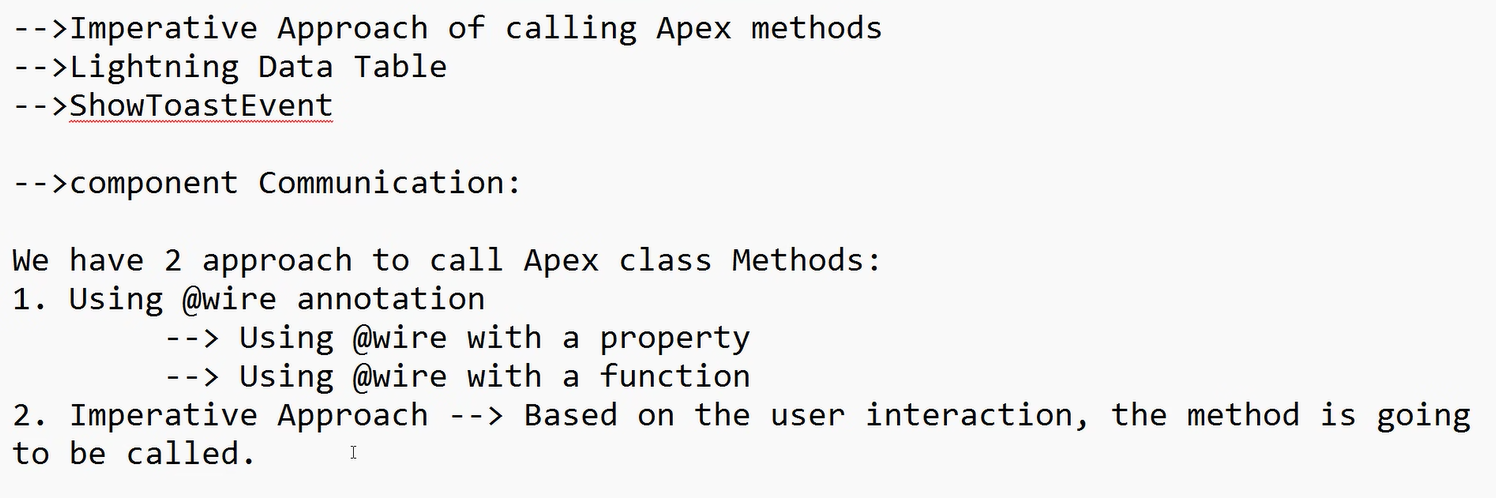 -->Imperative Approach of calling Apex methods
-->Lightning Data Table
-->ShowToastEvent
-->component Communication:
We have 2 approach to call Apex class Methods:
1. Using @wire annotation
--> Using @wire with a property
--> Using @wire with a function
2. Imperative Approach --> Based on the user interaction, the method is going
to be called.